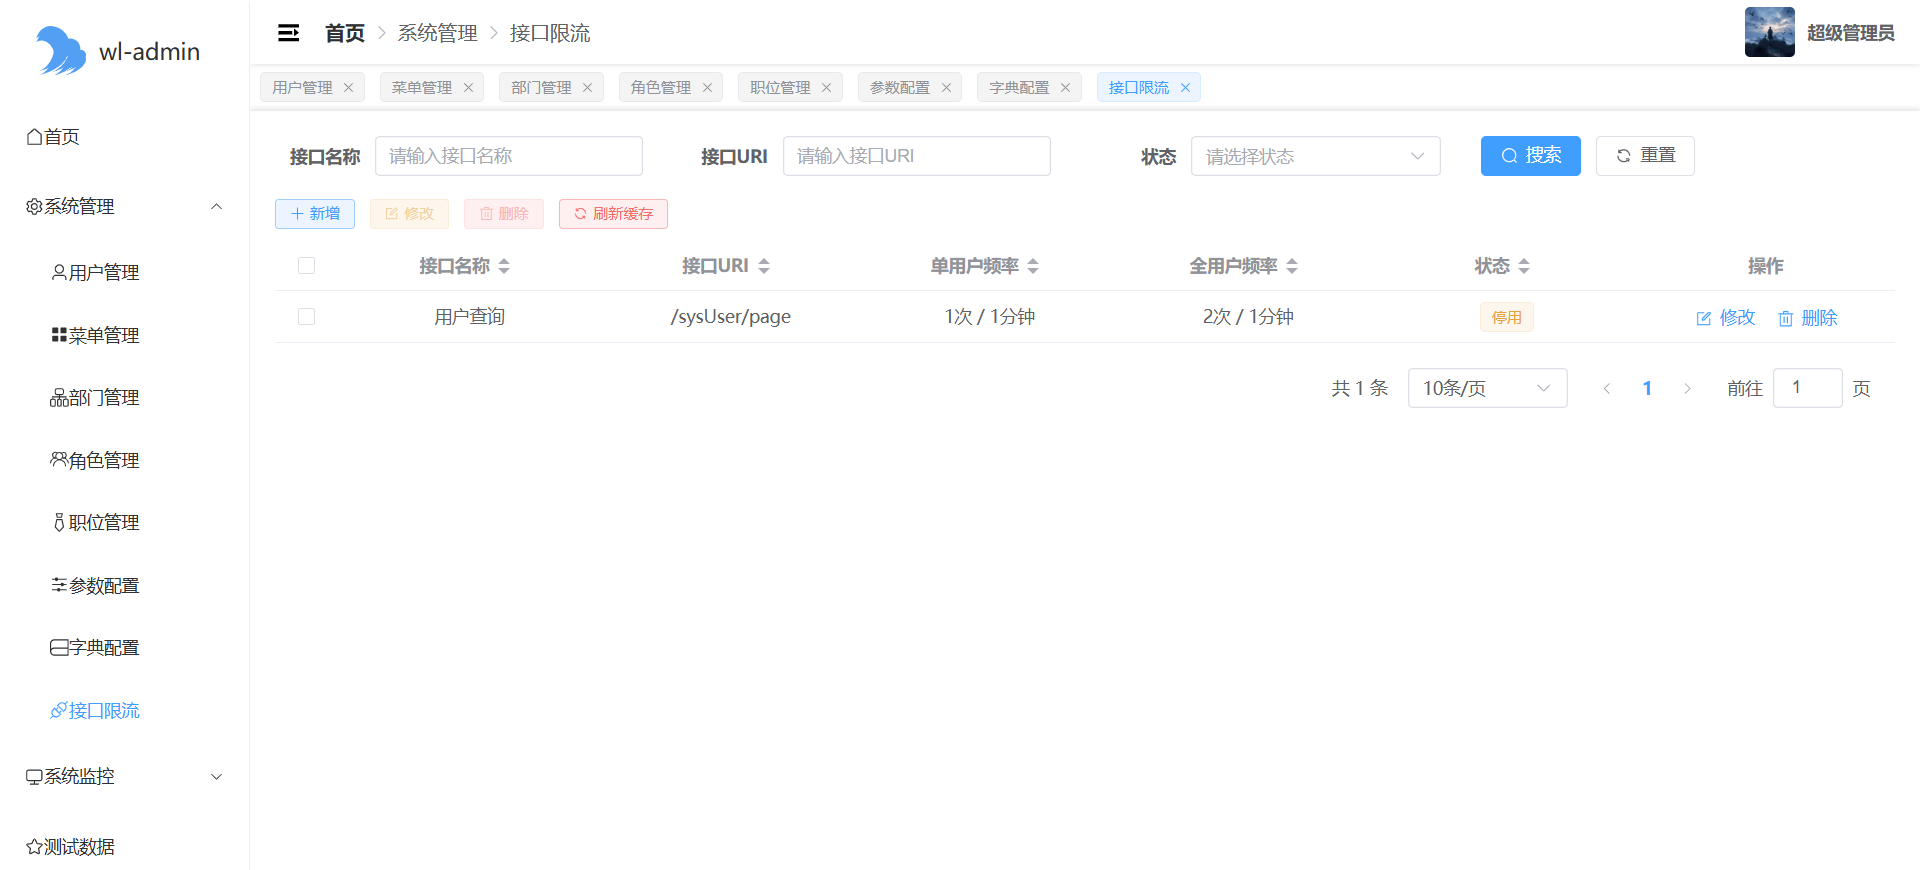 wl-admin
首页
系统管理
用户管理
菜单管理
部门管理
角色管理
职位管理
参数配置
字典配置
接口限流
系统监控
测试数据
首页 > 系统管理 > 接口限流
超级管理员
用户管理 菜单管理 部门管理 角色管理 职位管理 参数配置 字典配置 接口限流
接口名称 请输入接口名称 接口URI 请输入接口URI 状态 请选择状态 搜索 重置
新增 修改 删除 刷新缓存
接口名称 接口URI 单用户频率 全用户频率 状态 操作
用户查询 /sysUser/page 1次 / 1分钟 2次 / 1分钟 停用 修改 删除
共 1 条 10条/页 1 前往 1 页